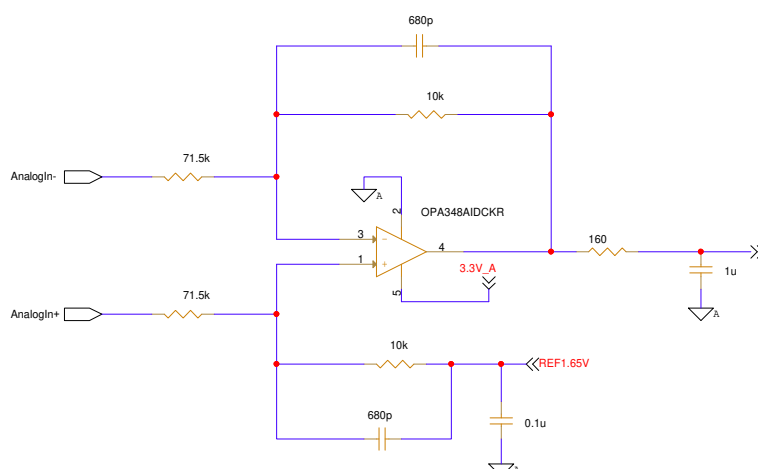 680p
10k
71.5k
AnalogIn-
A
2
OPA348AIDCKR
3
4
1
160
3.3V_A
5
1u
A
71.5k
AnalogIn+
10k
REF1.65V
680p
0.1u